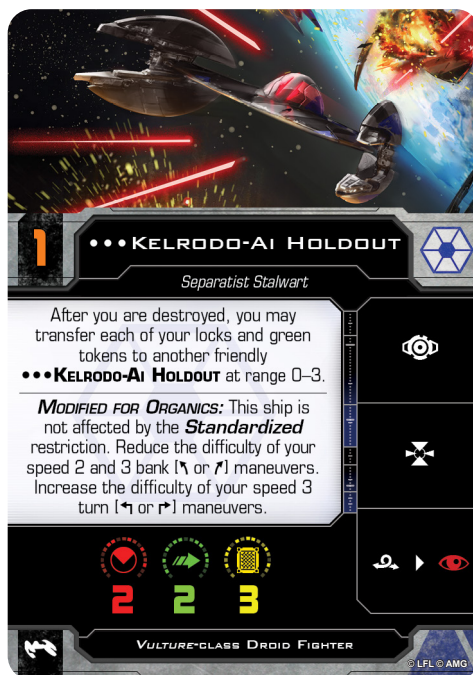 1
•••Kelrodo-Ai Holdout
Separatist Stalwart
After you are destroyed, you may
transfer each of your locks and green
tokens to another friendly
•••Kelrodo-Ai Holdout at range 0–3.
Modified for Organics: This ship is
not affected by the Standardized
restriction. Reduce the difficulty of your
speed 2 and 3 bank [↖ or ↗] maneuvers.
Increase the difficulty of your speed 3
turn [↰ or ↱] maneuvers.
2 2 3
Vulture-class Droid Fighter
© LFL © AMG